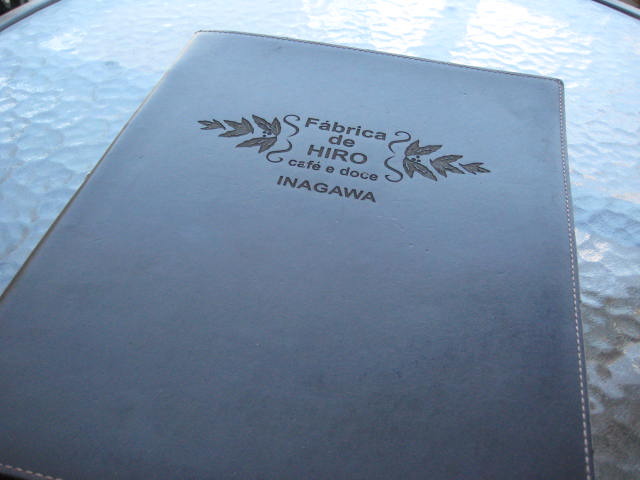 Fábrica
de
HIRO
café e doce
INAGAWA